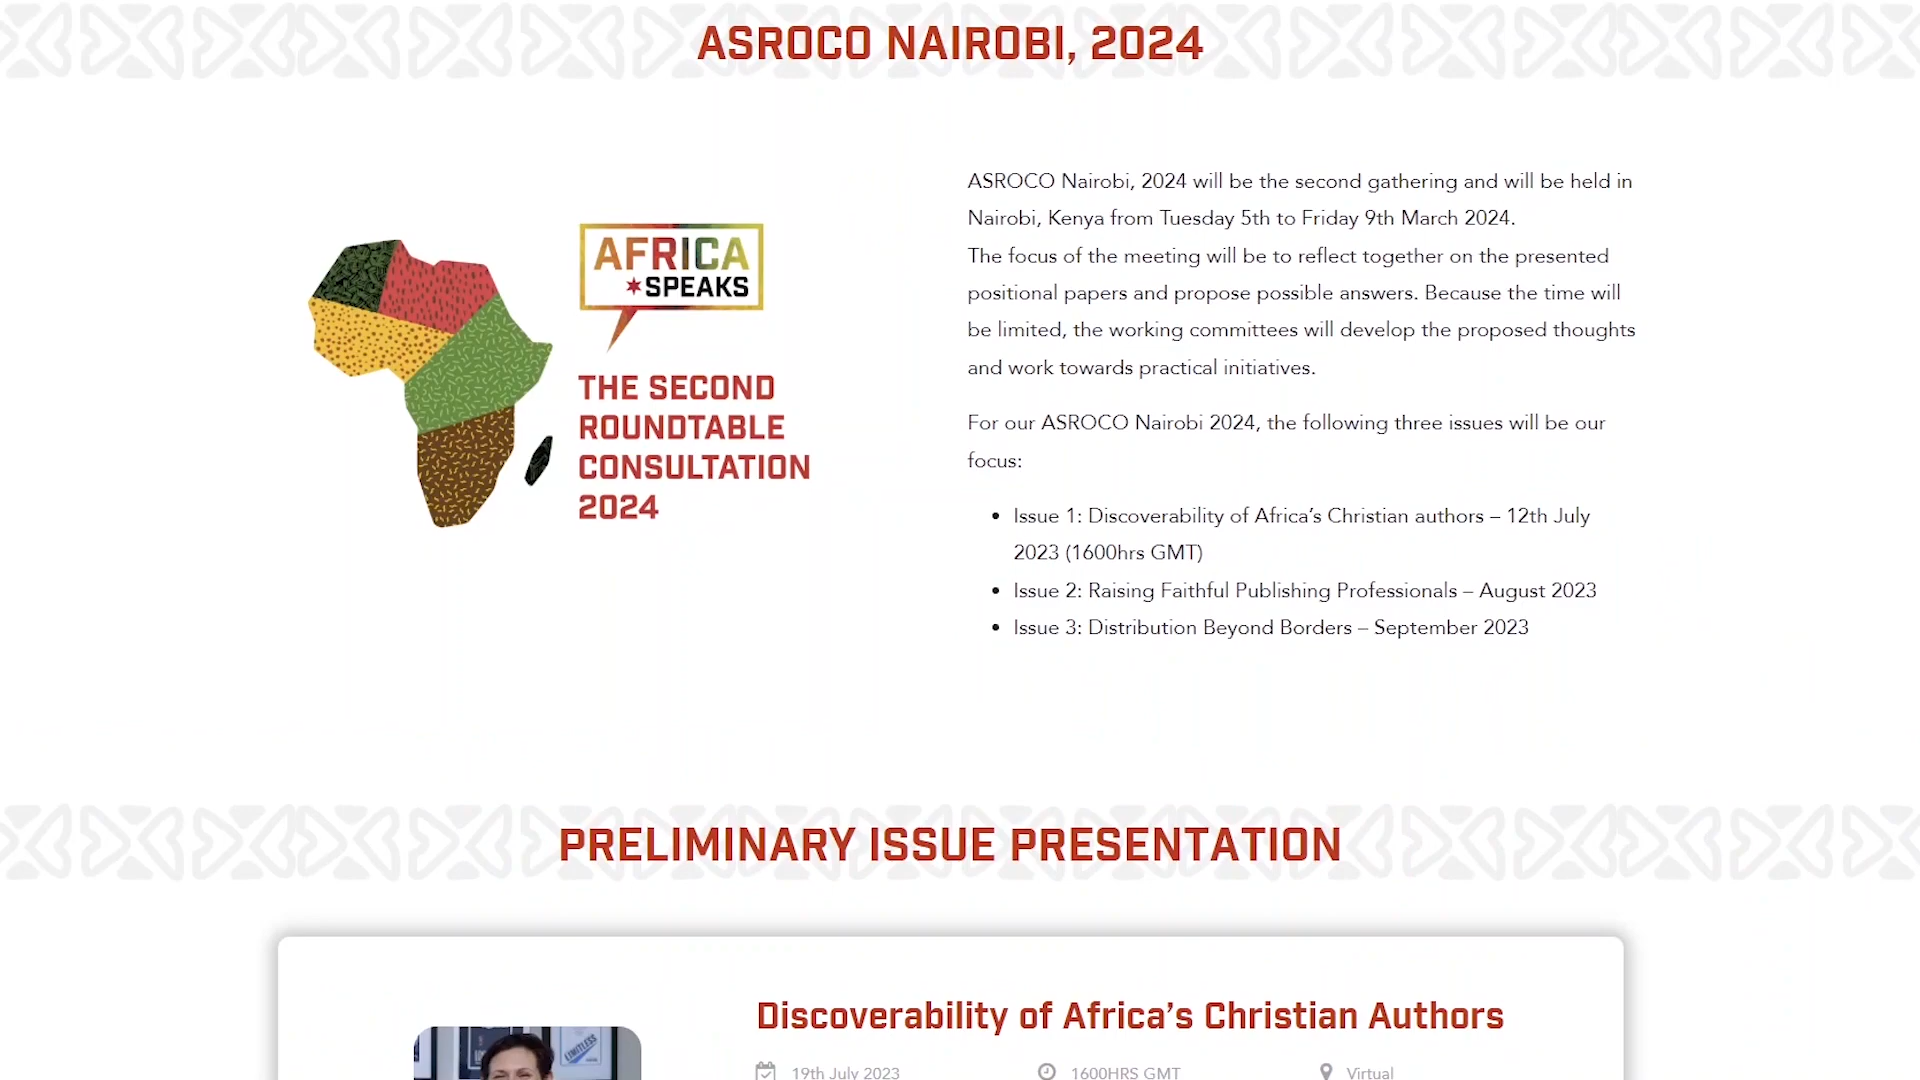 ASROCO NAIROBI, 2024
AFRICA
SPEAKS
THE SECOND
ROUNDTABLE
CONSULTATION
2024
ASROCO Nairobi, 2024 will be the second gathering and will be held in
Nairobi, Kenya from Tuesday 5th to Friday 9th March 2024.
The focus of the meeting will be to reflect together on the presented
positional papers and propose possible answers. Because the time will
be limited, the working committees will develop the proposed thoughts
and work towards practical initiatives.
For our ASROCO Nairobi 2024, the following three issues will be our
focus:
• Issue 1: Discoverability of Africa’s Christian authors – 12th July
2023 (1600hrs GMT)
• Issue 2: Raising Faithful Publishing Professionals – August 2023
• Issue 3: Distribution Beyond Borders – September 2023
PRELIMINARY ISSUE PRESENTATION
Discoverability of Africa’s Christian Authors
LIMITLESS
19th July 2023
1600HRS GMT
Virtual